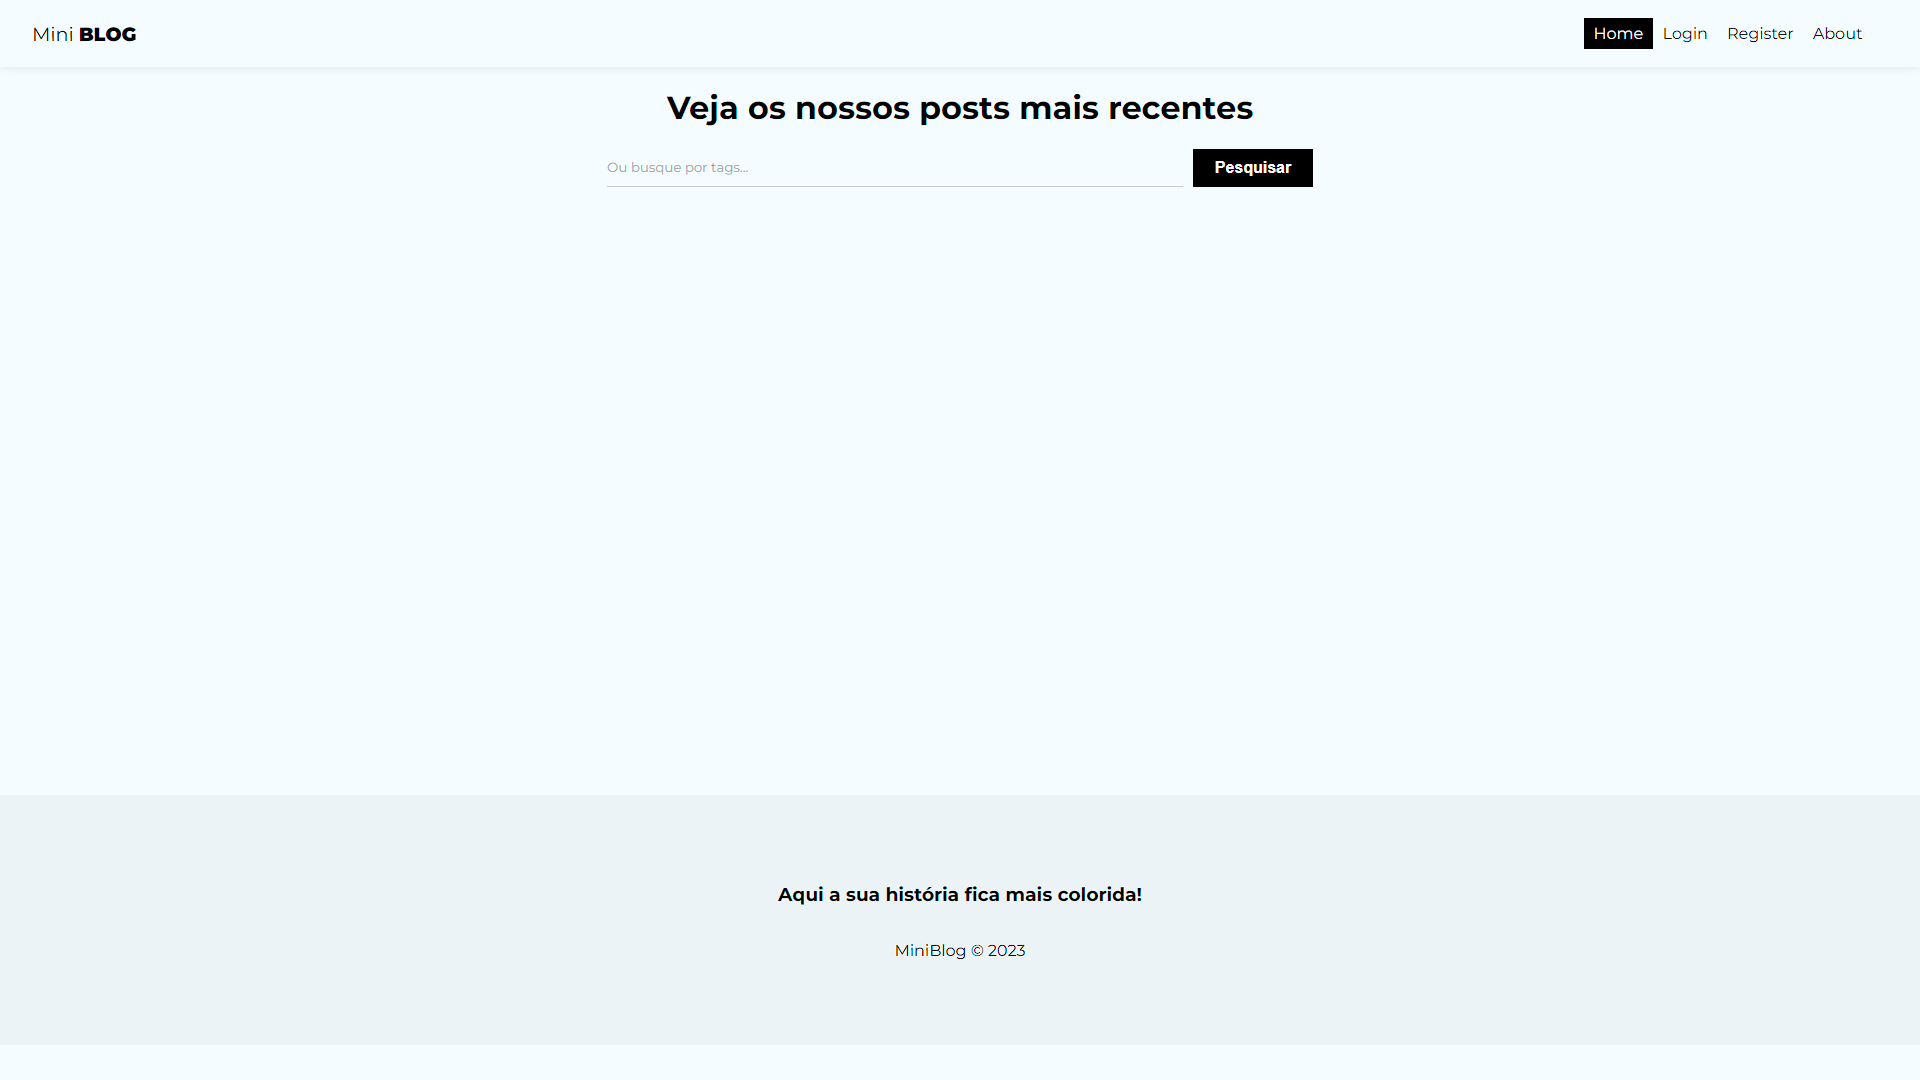 Mini BLOG
Home Login Register About
Veja os nossos posts mais recentes
Ou busque por tags...
Pesquisar
Aqui a sua história fica mais colorida!
MiniBlog © 2023